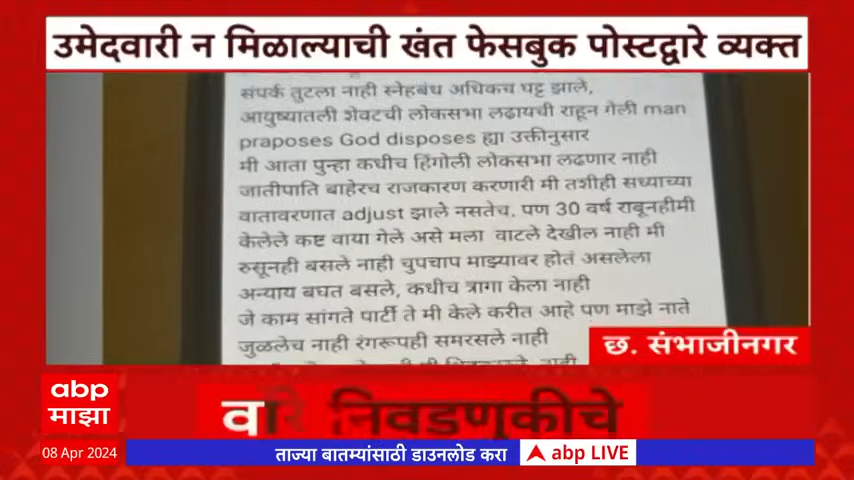 उमेदवारी न मिळाल्याची खंत फेसबुक पोस्टद्वारे व्यक्त
संपर्क तुटला नाही स्नेहबंध अधिकच घट्ट झाले,
आयुष्यातली शेवटची लोकसभा लढायची राहून गेली man
praposes God disposes ह्या उक्तीनुसार
मी आता पुन्हा कधीच हिंगोली लोकसभा लढणार नाही
जातीपाति बाहेरच राजकारण करणारी मी तशीही सध्याच्या
वातावरणात adjust झाले नसतेच. पण 30 वर्ष राबूनहीमी
केलेले कष्ट वाया गेले असे मला वाटले देखील नाही मी
रुसूनही बसले नाही चुपचाप माझ्यावर होत असलेला
अन्याय बघत बसले, कधीच त्रागा केला नाही
जे काम सांगते पार्टी ते मी केले करीत आहे पण माझे नाते
जुळलेच नाही रंगरूपही समरसले नाही
छ. संभाजीनगर
abp
माझा
वारे निवडणुकीचे
08 Apr 2024
ताज्या बातम्यांसाठी डाउनलोड करा
abp LIVE